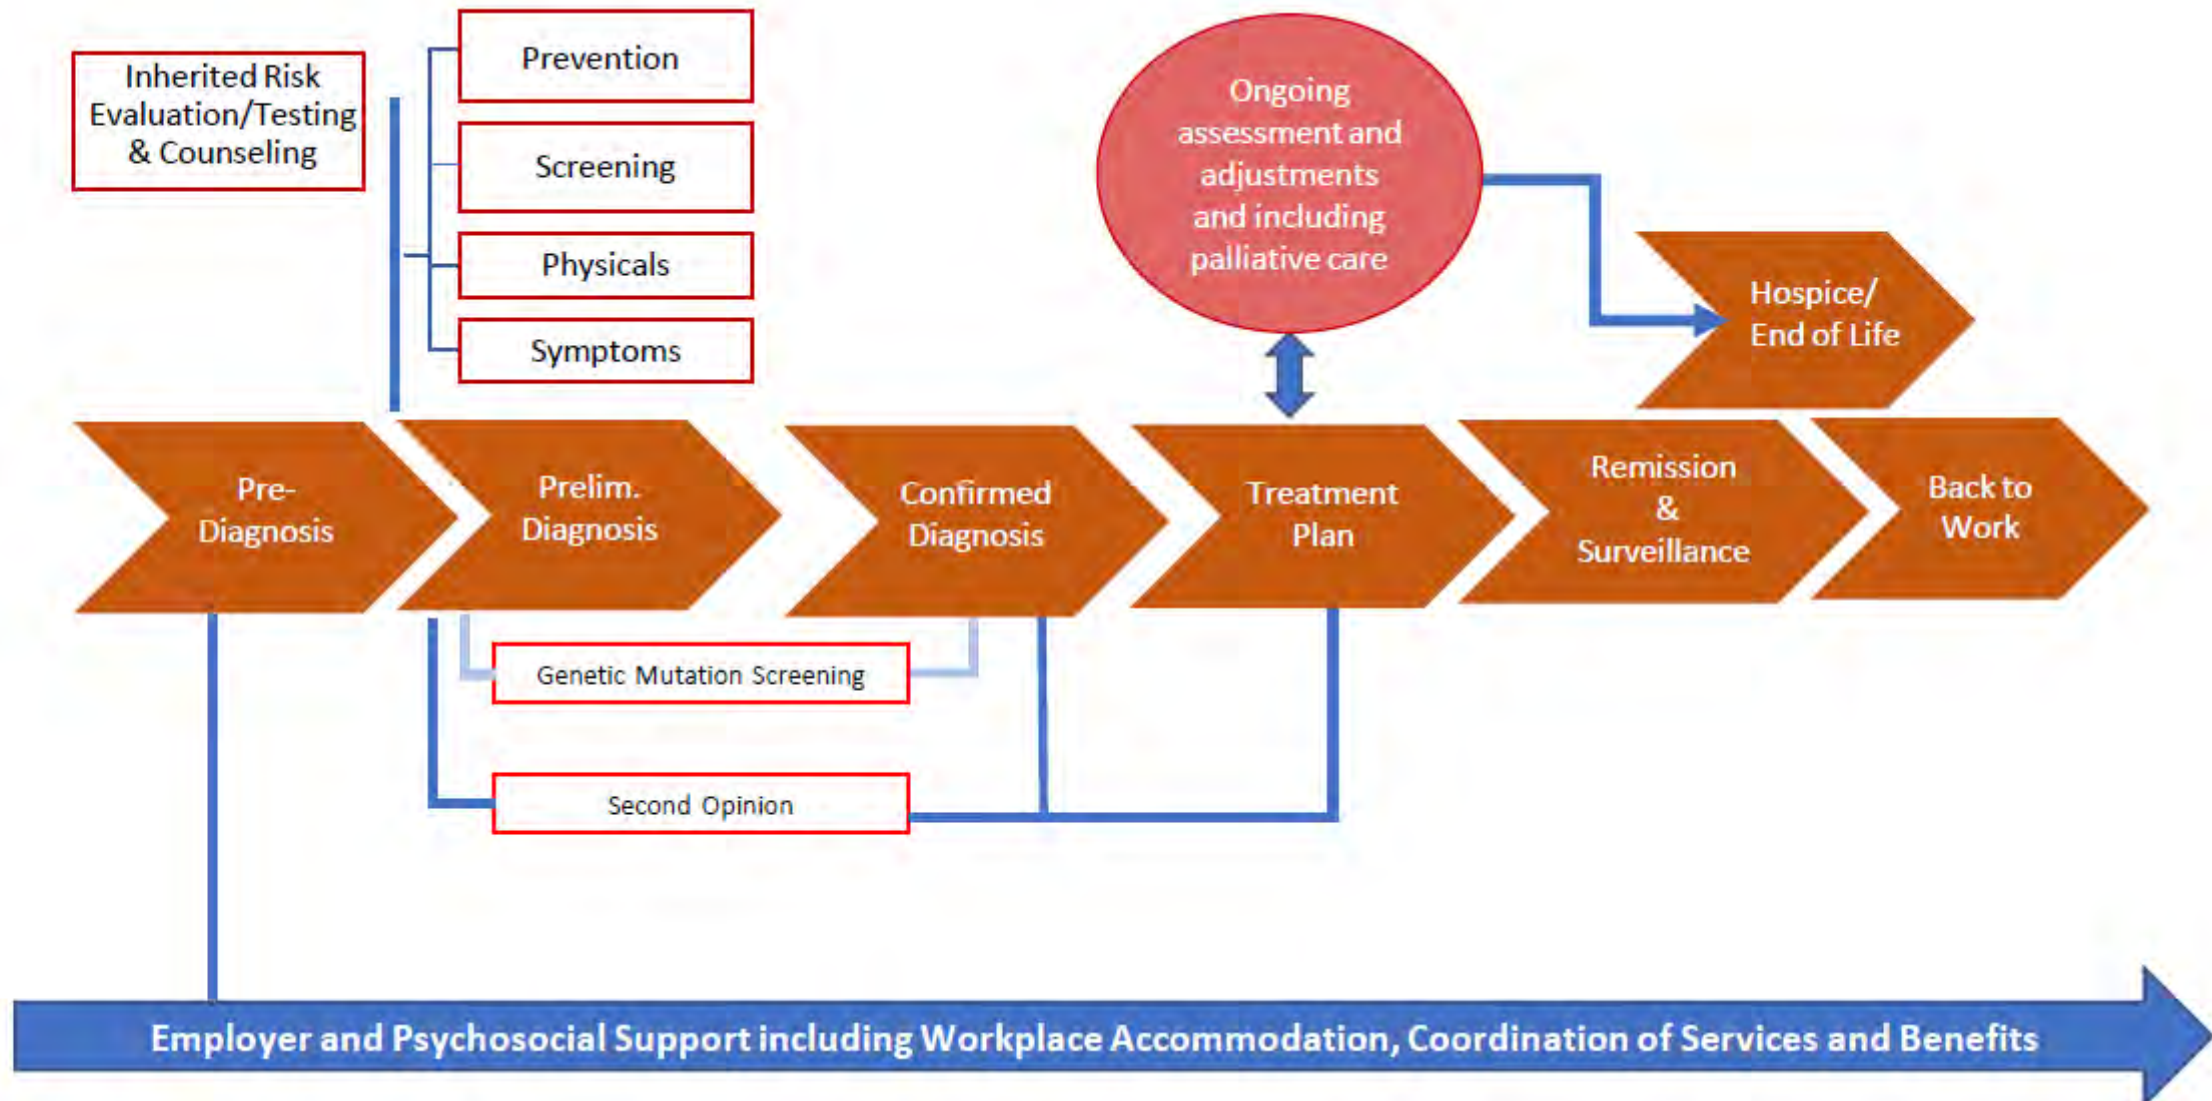 Inherited Risk
Evaluation/Testing
& Counseling
Prevention
Screening
Physicals
Symptoms
Ongoing
assessment and
adjustments
and including
palliative care
Hospice/
End of Life
Pre-
Diagnosis
Prelim.
Diagnosis
Confirmed
Diagnosis
Treatment
Plan
Remission
&
Surveillance
Back to
Work
Genetic Mutation Screening
Second Opinion
Employer and Psychosocial Support including Workplace Accommodation, Coordination of Services and Benefits